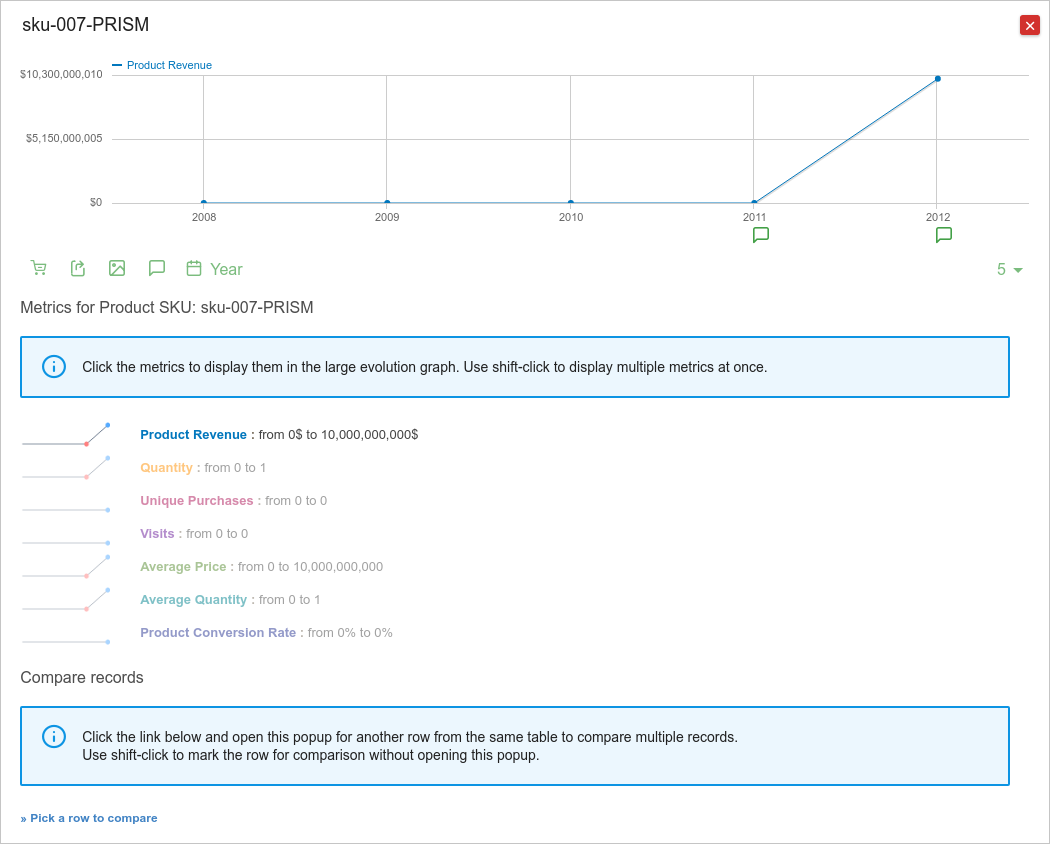 sku-007-PRISM
Product Revenue
$10,300,000,010
$5,150,000,005
$0
2008 2009 2010 2011 2012
Year
5
Metrics for Product SKU: sku-007-PRISM
Click the metrics to display them in the large evolution graph. Use shift-click to display multiple metrics at once.
Product Revenue : from 0$ to 10,000,000,000$
Quantity : from 0 to 1
Unique Purchases : from 0 to 0
Visits : from 0 to 0
Average Price : from 0 to 10,000,000,000
Average Quantity : from 0 to 1
Product Conversion Rate : from 0% to 0%
Compare records
Click the link below and open this popup for another row from the same table to compare multiple records.
Use shift-click to mark the row for comparison without opening this popup.
» Pick a row to compare